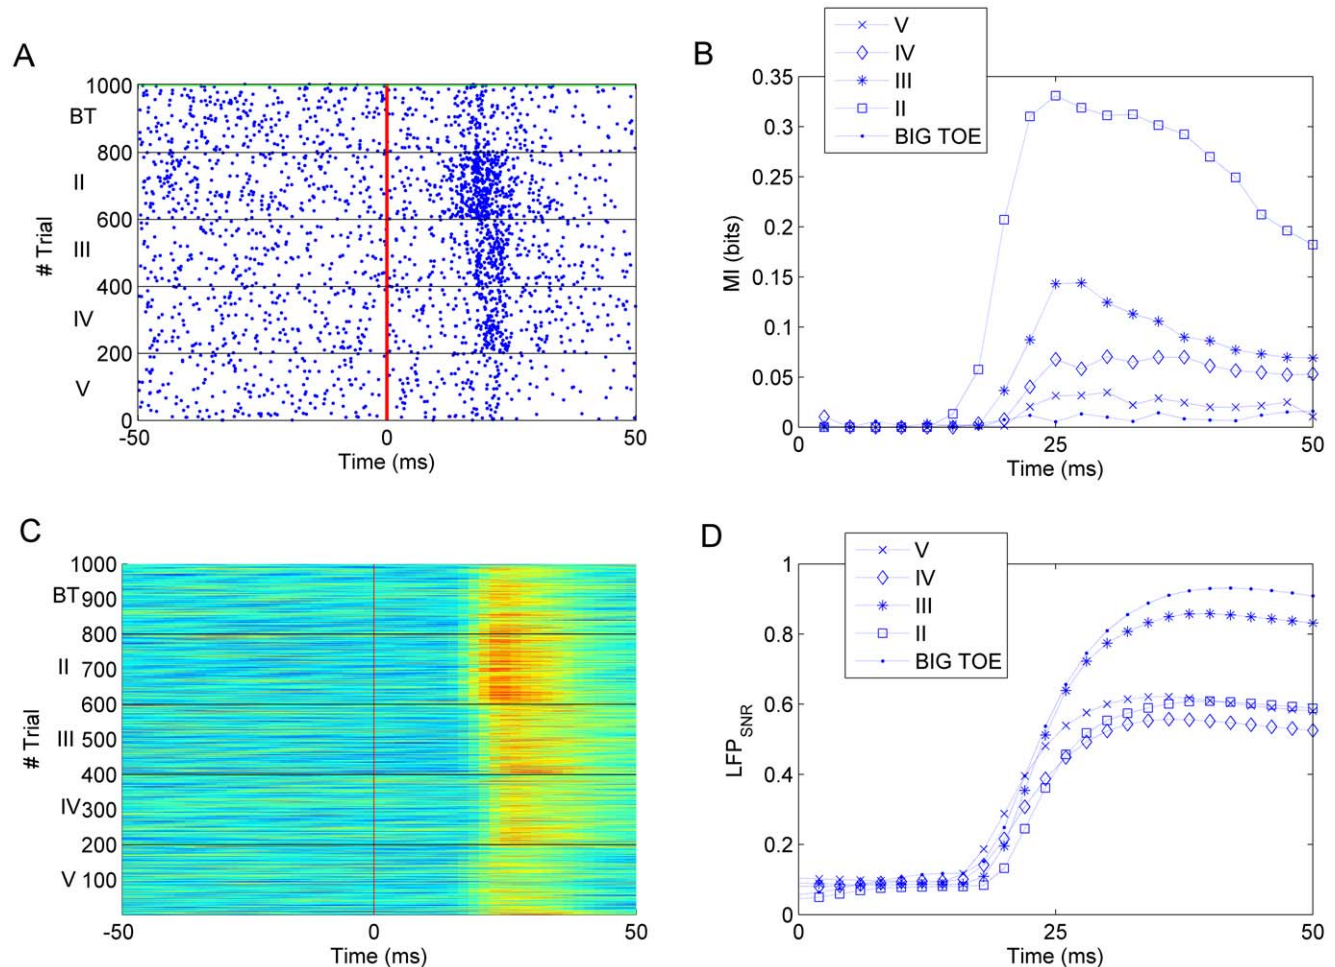 A
1000
BT
800
II
600
# Trial
III
400
IV
200
V
0
-50
0
50
Time (ms)
B
V
IV
III
II
BIG TOE
0.35
0.3
0.25
0.2
0.15
0.1
0.05
0
MI (bits)
0
25
50
Time (ms)
C
1000
BT 900
800
II 700
600
# Trial
III 500
400
IV 300
200
V 100
-50
0
50
Time (ms)
D
V
IV
III
II
BIG TOE
1
0.8
0.6
0.4
0.2
0
LFP SNR
0
25
50
Time (ms)